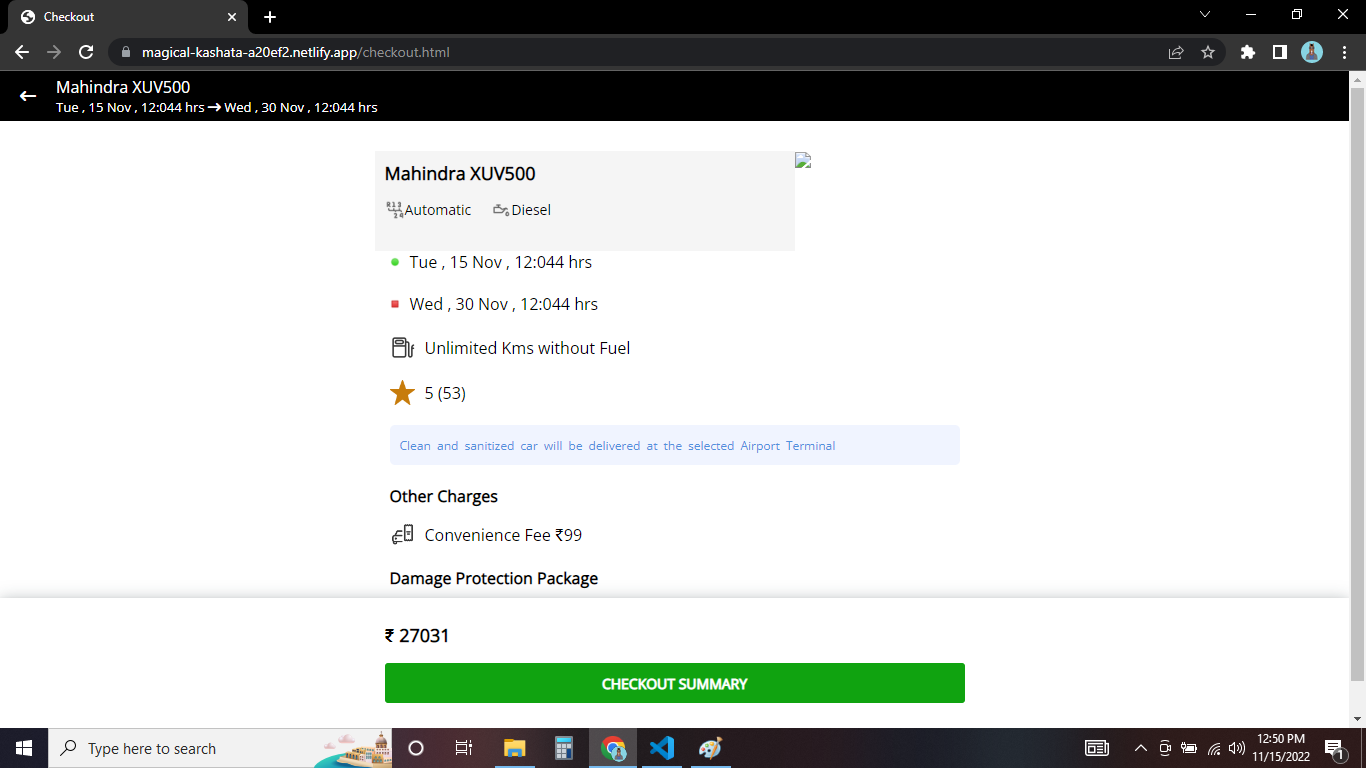 Checkout
magical-kashata-a20ef2.netlify.app/checkout.html
Mahindra XUV500
Tue , 15 Nov , 12:044 hrs → Wed , 30 Nov , 12:044 hrs
Mahindra XUV500
Automatic Diesel
Tue , 15 Nov , 12:044 hrs
Wed , 30 Nov , 12:044 hrs
Unlimited Kms without Fuel
5 (53)
Clean and sanitized car will be delivered at the selected Airport Terminal
Other Charges
Convenience Fee ₹99
Damage Protection Package
₹ 27031
CHECKOUT SUMMARY
Type here to search
12:50 PM
11/15/2022
1